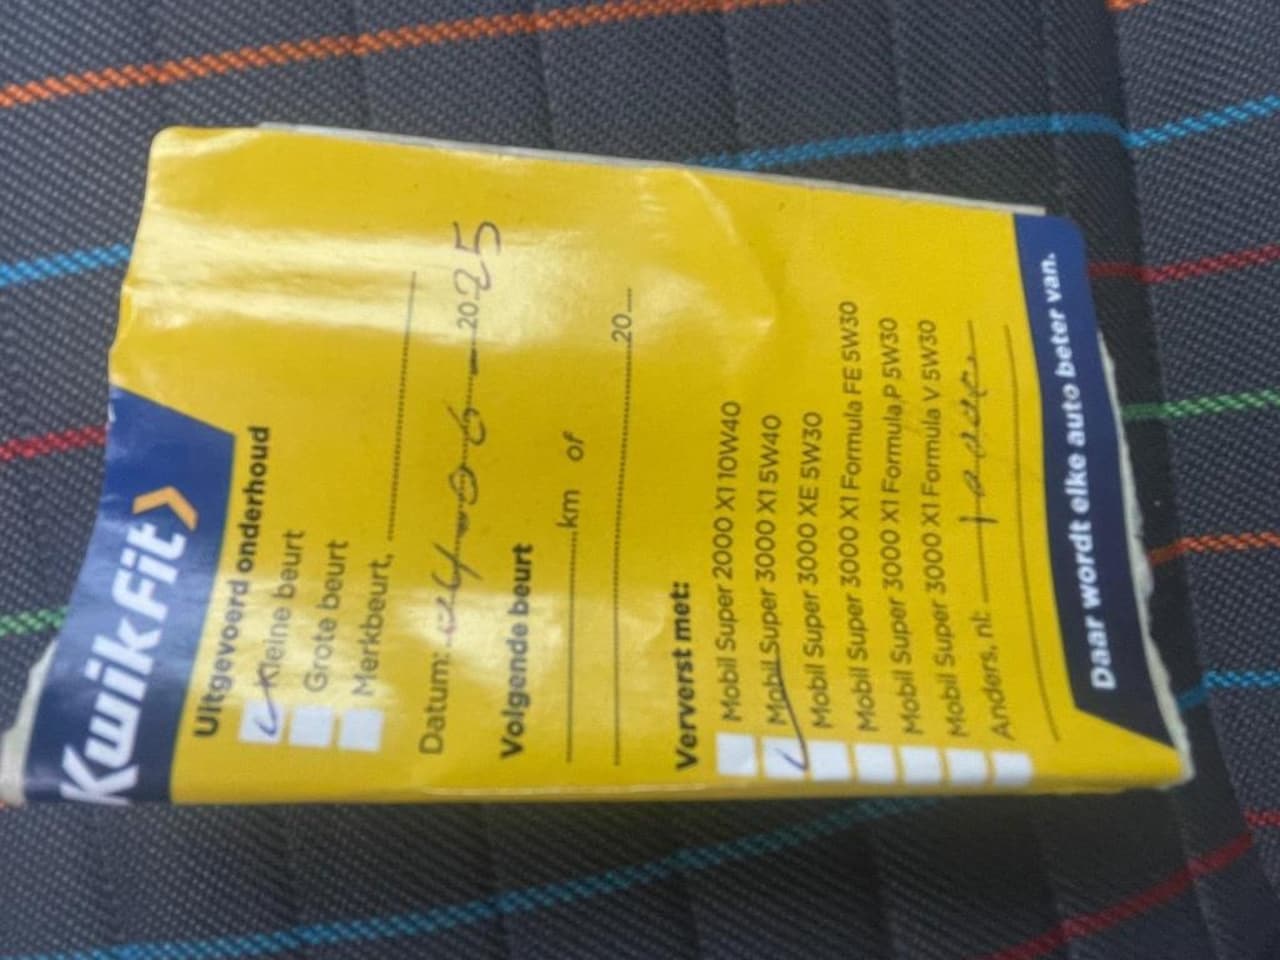 KwikFit
Uitgevoerd onderhoud
Kleine beurt
Grote beurt
Merkbeurt,
Datum: 04-06-2025
Volgende beurt
km of
20
Ververst met:
Mobil Super 2000 X1 10W40
Mobil Super 3000 X1 5W40
Mobil Super 3000 XE 5W30
Mobil Super 3000 X1 Formula FE 5W30
Mobil Super 3000 X1 Formula P 5W30
Mobil Super 3000 X1 Formula V 5W30
Anders, nl:
Daar wordt elke auto beter van.